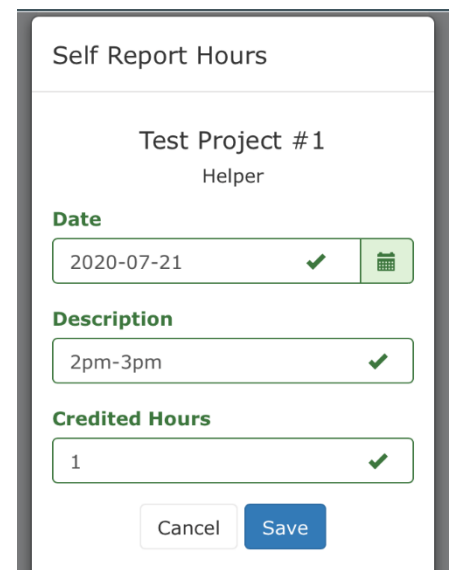 Self Report Hours
Test Project #1
Helper
Date
2020-07-21
Description
2pm-3pm
Credited Hours
1
Cancel Save